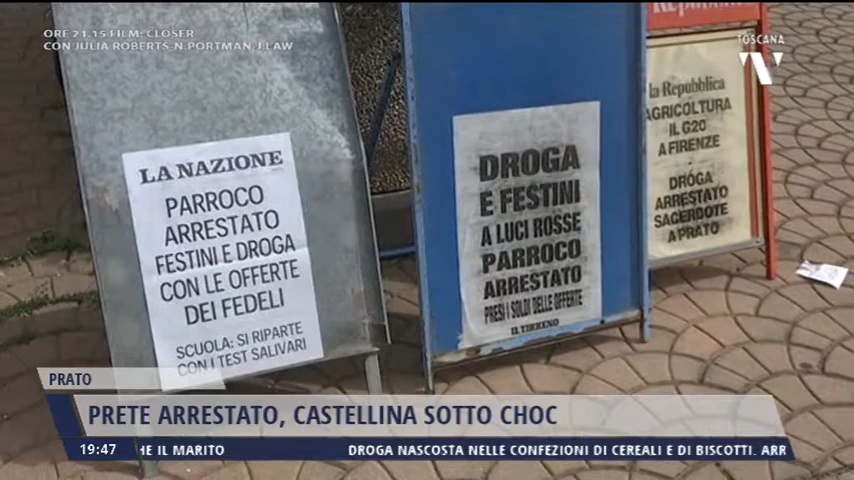 ORE 21.15 FILM: CLOSER
CON JULIA ROBERTS-N.PORTMAN,J.LAW
TOSCANA
TV
LA NAZIONE
PARROCO
ARRESTATO
FESTINI E DROGA
CON LE OFFERTE
DEI FEDELI
SCUOLA: SI RIPARTE
CON I TEST SALIVARI
DROGA
E FESTINI
A LUCI ROSSE
PARROCO
ARRESTATO
PRESI I SOLDI DELLE OFFERTE
IL TIRRENO
la Repubblica
AGRICOLTURA
IL G20
A FIRENZE
DROGA
ARRESTATO
SACERDOTE
A PRATO
PRATO
PRETE ARRESTATO, CASTELLINA SOTTO CHOC
19:47
HE IL MARITO
DROGA NASCOSTA NELLE CONFEZIONI DI CEREALI E DI BISCOTTI. ARR